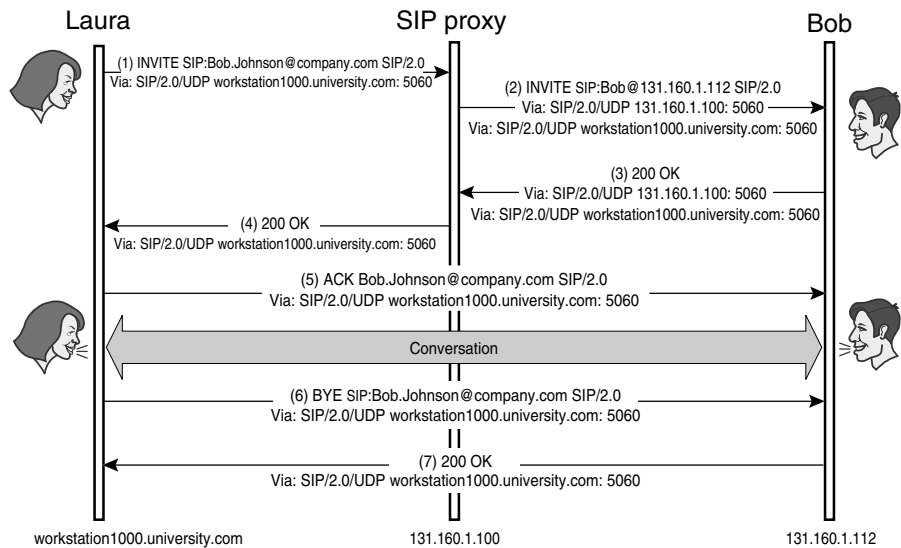 Laura
SIP proxy
Bob
(1) INVITE SIP:Bob.Johnson@company.com SIP/2.0
Via: SIP/2.0/UDP workstation1000.university.com: 5060
(2) INVITE SIP:Bob@131.160.1.112 SIP/2.0
Via: SIP/2.0/UDP 131.160.1.100: 5060
Via: SIP/2.0/UDP workstation1000.university.com: 5060
(3) 200 OK
Via: SIP/2.0/UDP 131.160.1.100: 5060
Via: SIP/2.0/UDP workstation1000.university.com: 5060
(4) 200 OK
Via: SIP/2.0/UDP workstation1000.university.com: 5060
(5) ACK Bob.Johnson@company.com SIP/2.0
Via: SIP/2.0/UDP workstation1000.university.com: 5060
Conversation
(6) BYE SIP:Bob.Johnson@company.com SIP/2.0
Via: SIP/2.0/UDP workstation1000.university.com: 5060
(7) 200 OK
Via: SIP/2.0/UDP workstation1000.university.com: 5060
workstation1000.university.com
131.160.1.100
131.160.1.112